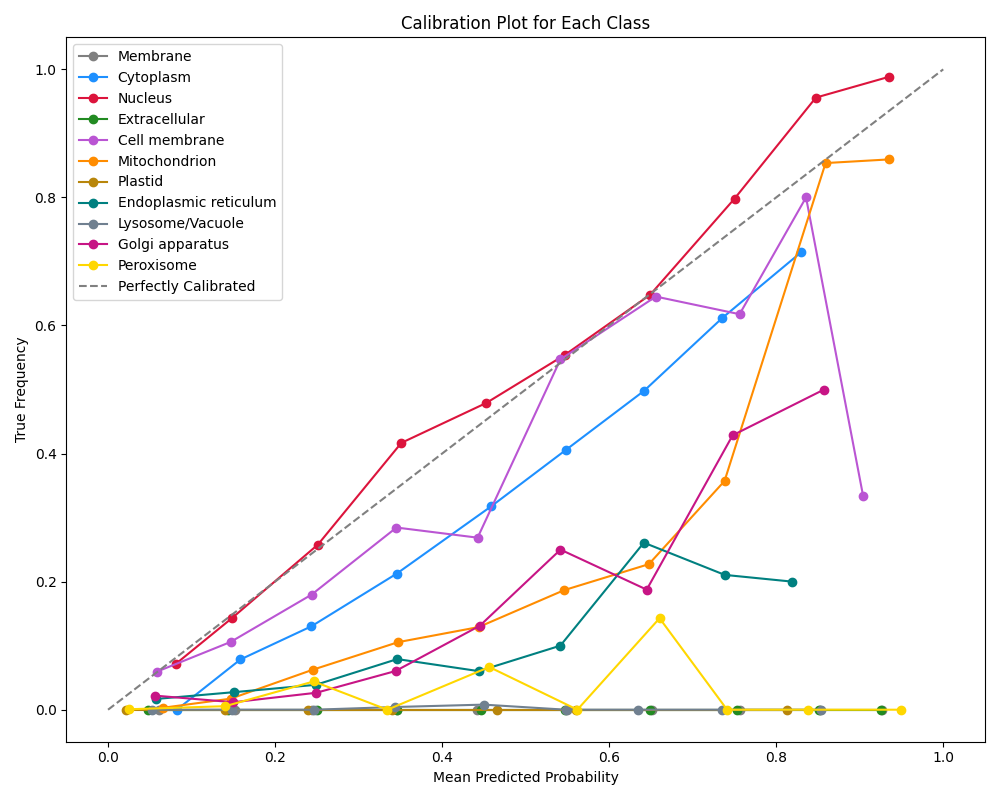 Calibration Plot for Each Class
Membrane
Cytoplasm
Nucleus
Extracellular
Cell membrane
Mitochondrion
Plastid
Endoplasmic reticulum
Lysosome/Vacuole
Golgi apparatus
Peroxisome
Perfectly Calibrated
True Frequency
1.0
0.8
0.6
0.4
0.2
0.0
0.0 0.2 0.4 0.6 0.8 1.0
Mean Predicted Probability